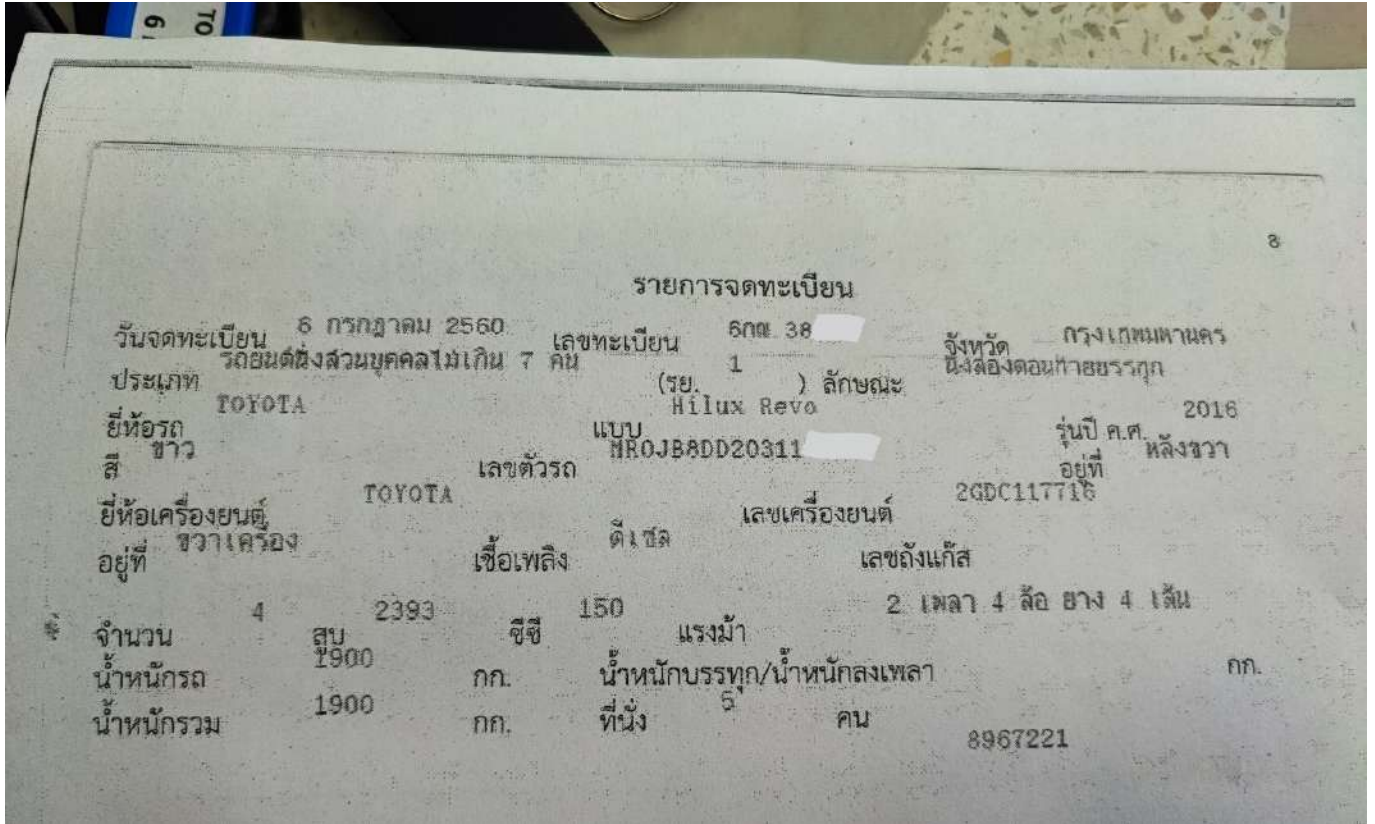 TO
6
8
รายการจดทะเบียน
วันจดทะเบียน 6 กรกฎาคม 2560 เลขทะเบียน 6กฌ 38 จังหวัด กรุงเทพมหานคร
ประเภท รถยนต์นั่งส่วนบุคคลไม่เกิน 7 คน (รย. 1 ) ลักษณะ นั่งสองตอนท้ายบรรทุก
ยี่ห้อรถ TOYOTA แบบ Hilux Revo รุ่นปี ค.ศ. 2016
สี ขาว เลขตัวรถ MR0JB8DD20311 อยู่ที่ หลังขวา
ยี่ห้อเครื่องยนต์ TOYOTA เลขเครื่องยนต์ 2GDC117716
อยู่ที่ ขวาเครื่อง เชื้อเพลิง ดีเซล เลขถังแก๊ส
จำนวน 4 สูบ 2393 ซีซี 150 แรงม้า 2 เพลา 4 ล้อ ยาง 4 เส้น
น้ำหนักรถ 1900 กก. น้ำหนักบรรทุก/น้ำหนักลงเพลา กก.
น้ำหนักรวม 1900 กก. ที่นั่ง 5 คน
8967221